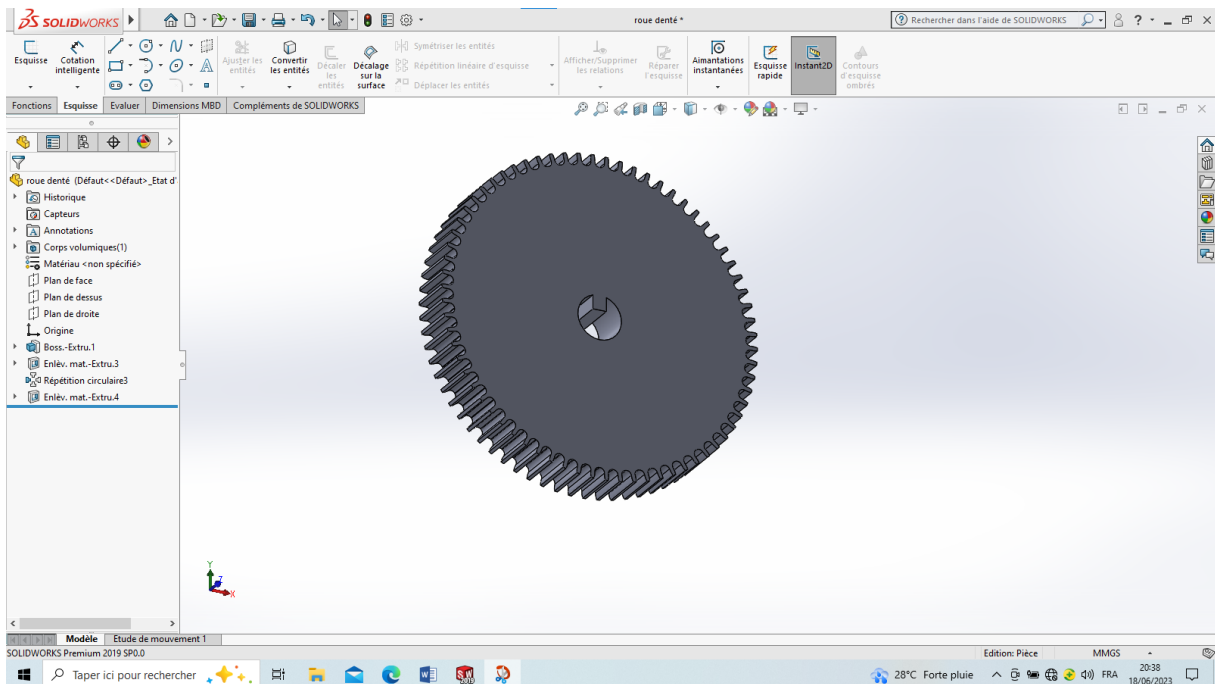 SOLIDWORKS
roue denté *
Rechercher dans l'aide de SOLIDWORKS
Esquisse
Cotation intelligente
Ajuster les entités
Convertir les entités
Décaler les entités
Décalage sur la surface
Symétriser les entités
Répétition linéaire d'esquisse
Déplacer les entités
Afficher/Supprimer les relations
Réparer l'esquisse
Aimantations instantanées
Esquisse rapide
Instant2D
Contours d'esquisse ombrés
Fonctions
Esquisse
Evaluer
Dimensions MBD
Compléments de SOLIDWORKS
roue denté (Défaut<<Défaut>_Etat d'
Historique
Capteurs
Annotations
Corps volumiques(1)
Matériau <non spécifié>
Plan de face
Plan de dessus
Plan de droite
Origine
Boss.-Extru.1
Enlèv. mat.-Extru.3
Répétition circulaire3
Enlèv. mat.-Extru.4
Y
Z
X
Modèle
Etude de mouvement 1
SOLIDWORKS Premium 2019 SP0.0
Edition: Pièce
MMGS
Taper ici pour rechercher
28°C Forte pluie
FRA
20:38
18/06/2023